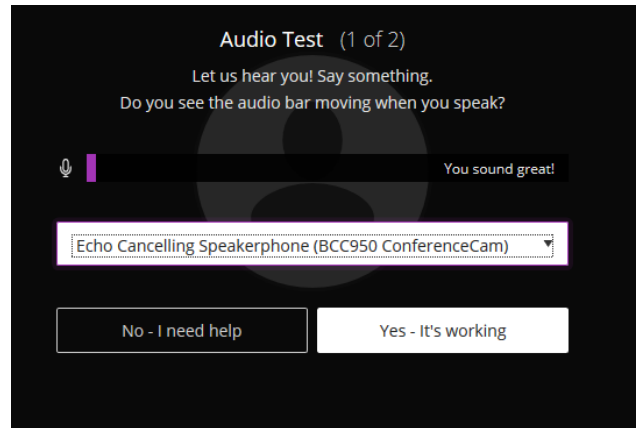 Audio Test (1 of 2)
Let us hear you! Say something.
Do you see the audio bar moving when you speak?
You sound great!
Echo Cancelling Speakerphone (BCC950 ConferenceCam)
No - I need help
Yes - It's working